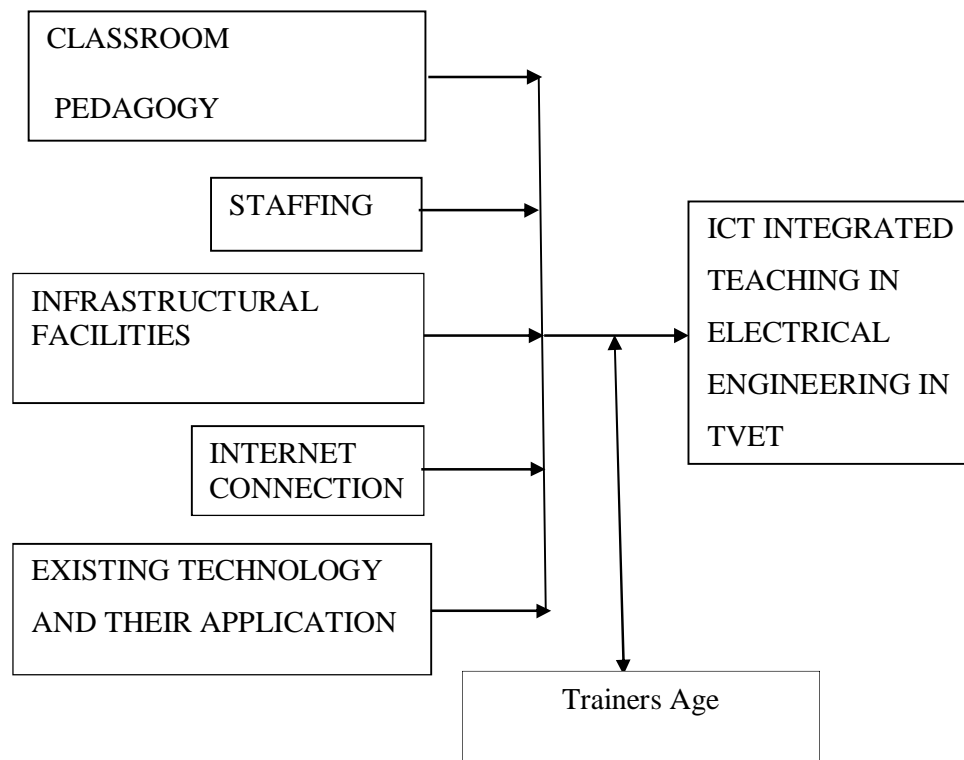 CLASSROOM
PEDAGOGY
STAFFING
INFRASTRUCTURAL
FACILITIES
INTERNET
CONNECTION
EXISTING TECHNOLOGY
AND THEIR APPLICATION
ICT INTEGRATED
TEACHING IN
ELECTRICAL
ENGINEERING IN
TVET
Trainers Age